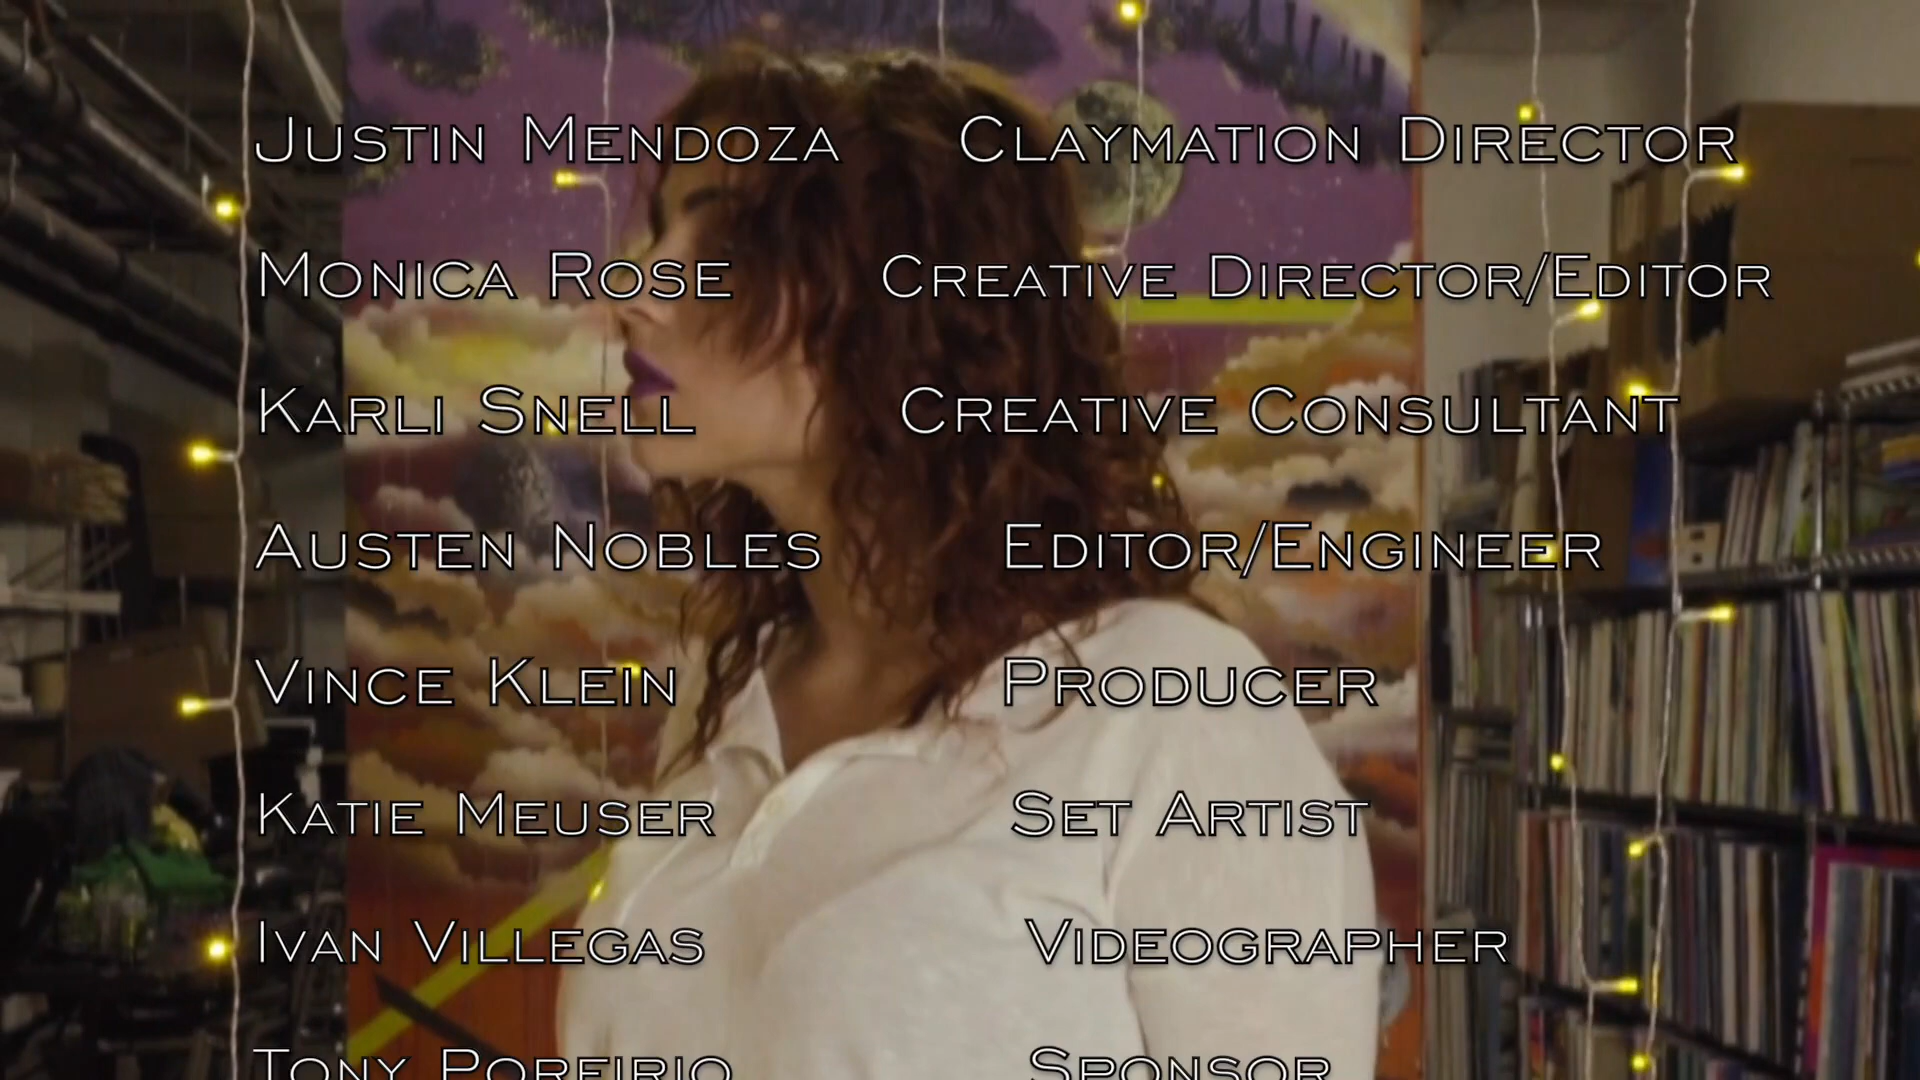 Justin Mendoza Claymation Director
Monica Rose Creative Director/Editor
Karli Snell Creative Consultant
Austen Nobles Editor/Engineer
Vince Klein Producer
Katie Meuser Set Artist
Ivan Villegas Videographer
Tony Porfirio Sponsor